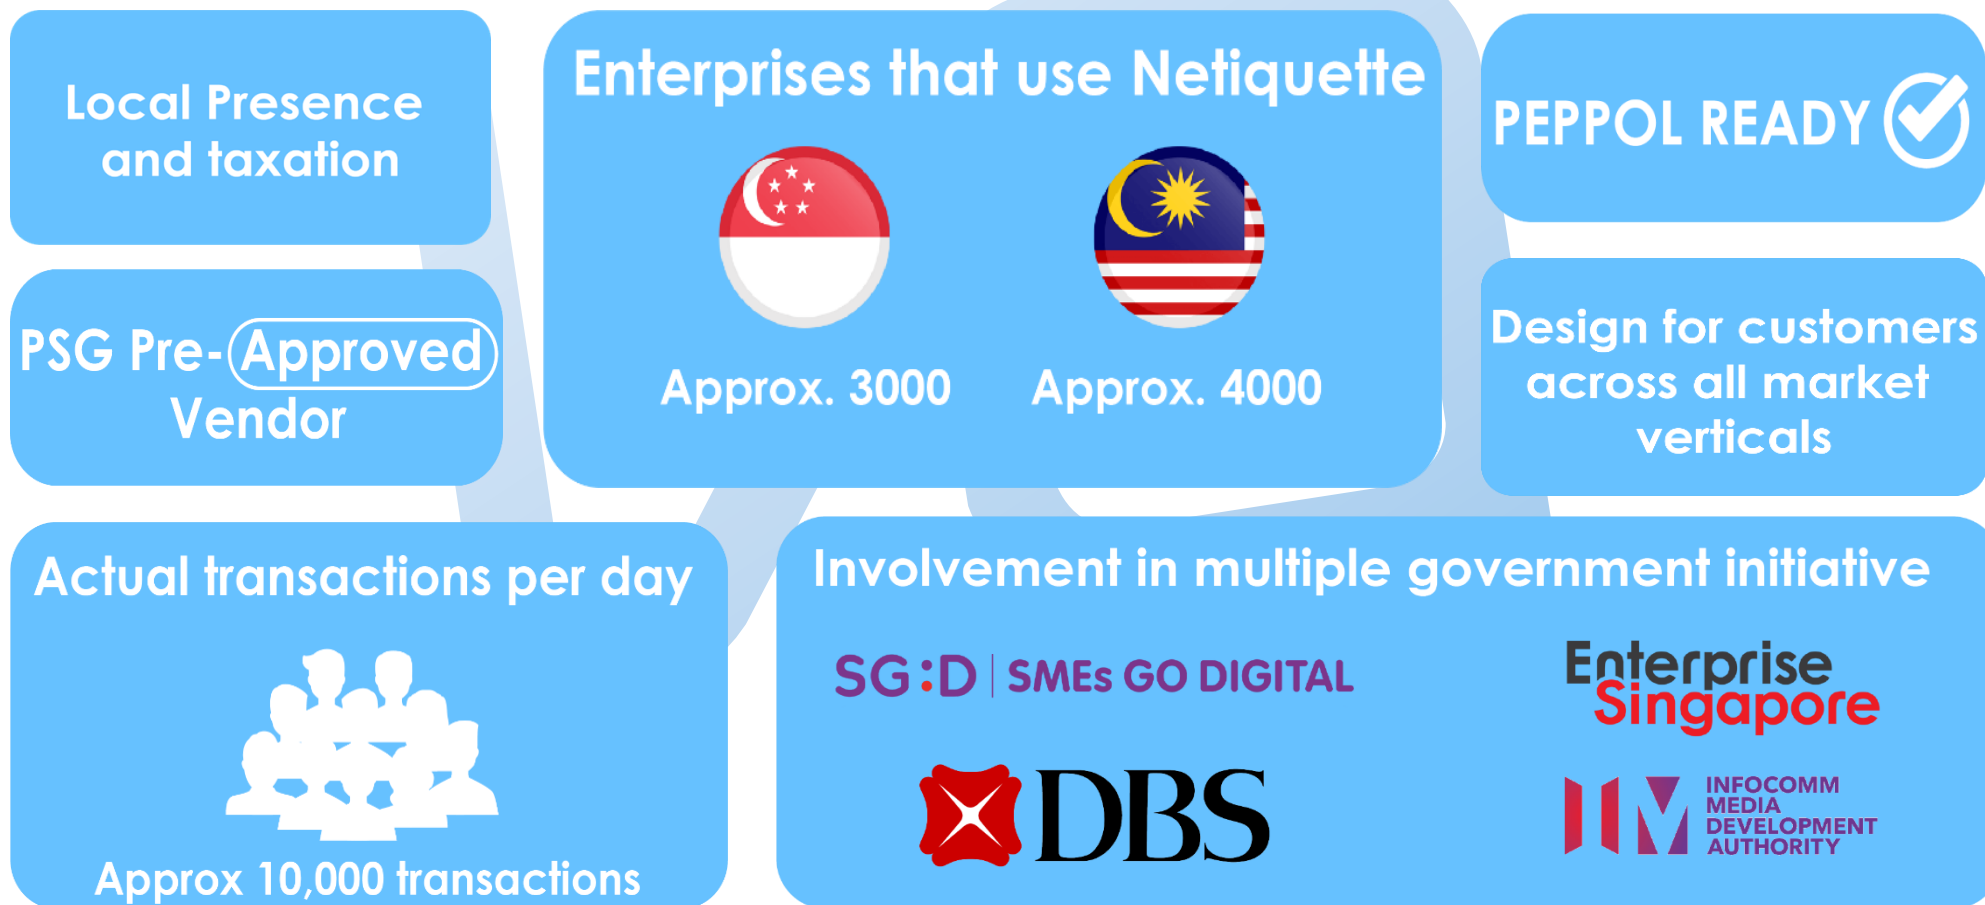 Local Presence
and taxation
Enterprises that use Netiquette
Approx. 3000
Approx. 4000
PEPPOL READY
PSG Pre-Approved
Vendor
Design for customers
across all market
verticals
Actual transactions per day
Approx 10,000 transactions
Involvement in multiple government initiative
SG:D | SMEs GO DIGITAL
Enterprise
Singapore
DBS
INFOCOMM
MEDIA
DEVELOPMENT
AUTHORITY